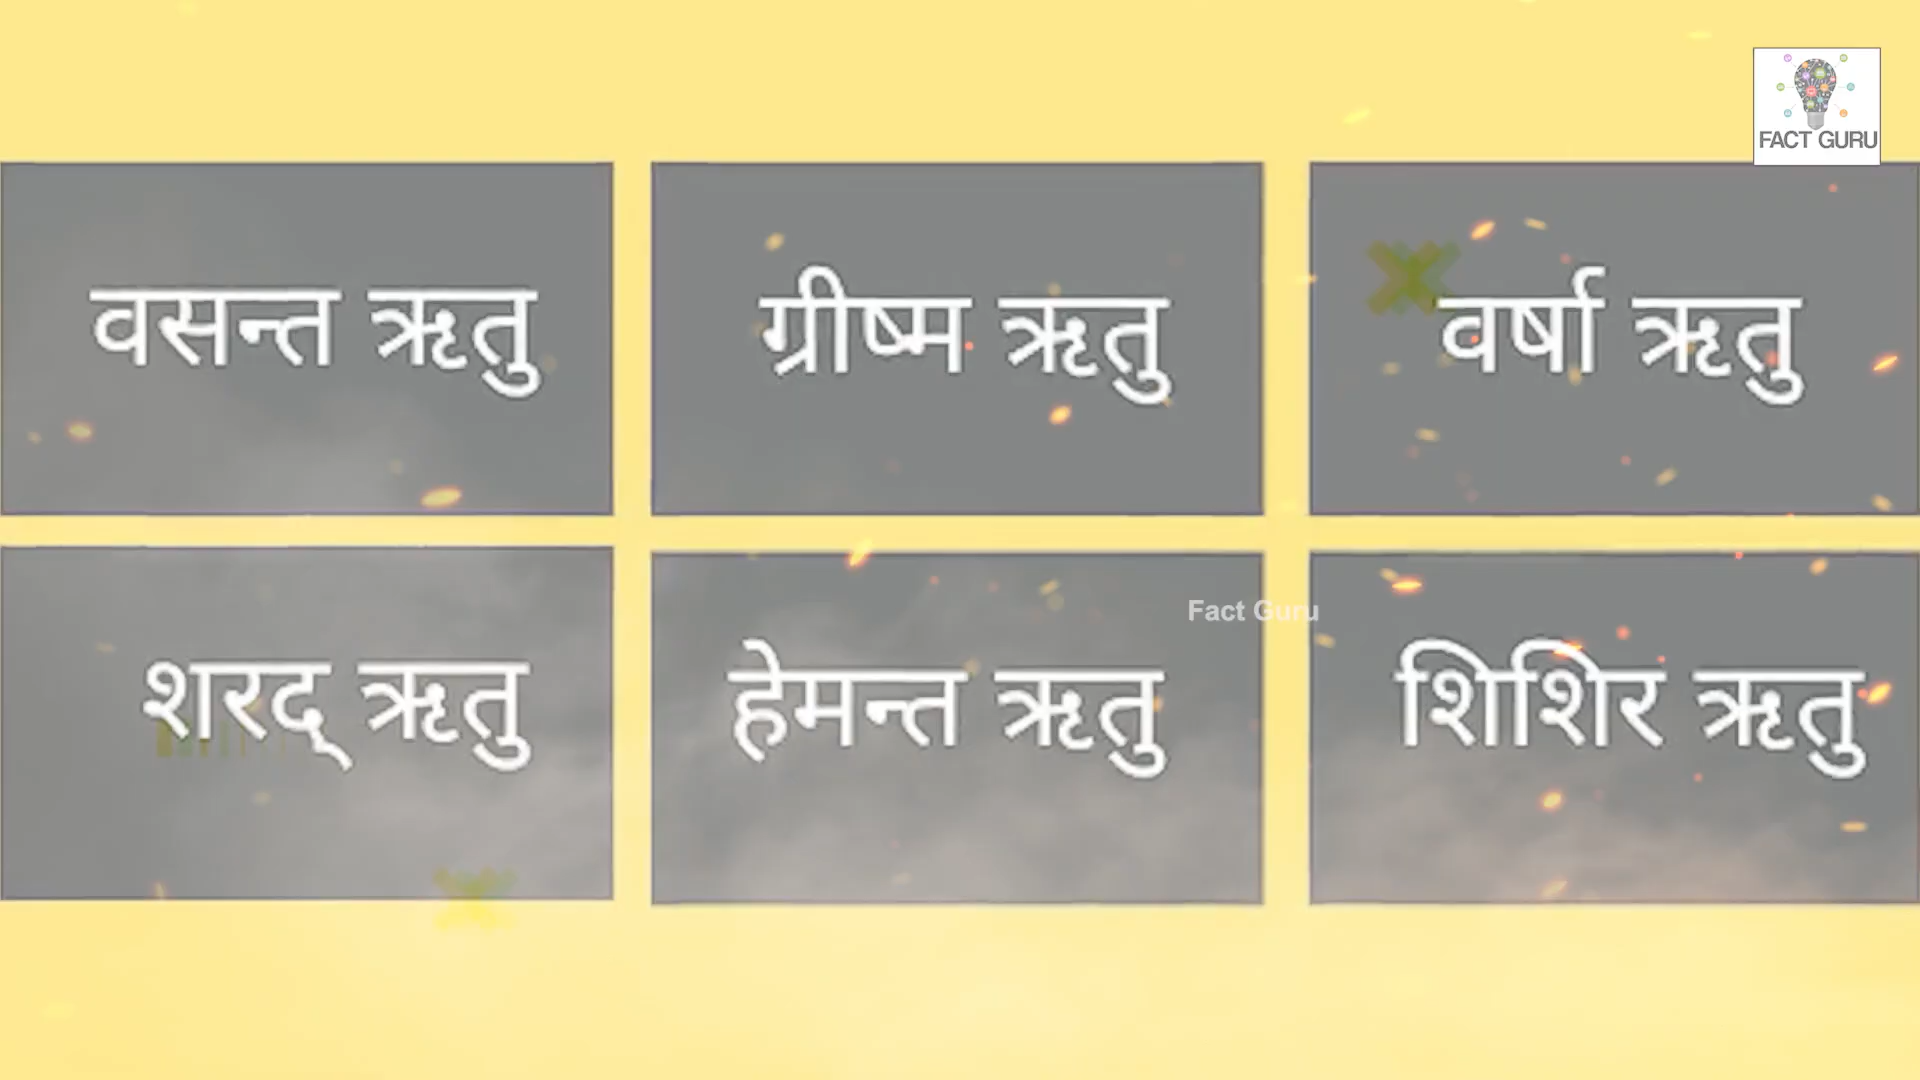 FACT GURU
वसन्त ऋतु
ग्रीष्म ऋतु
वर्षा ऋतु
शरद् ऋतु
हेमन्त ऋतु
शिशिर ऋतु
Fact Guru